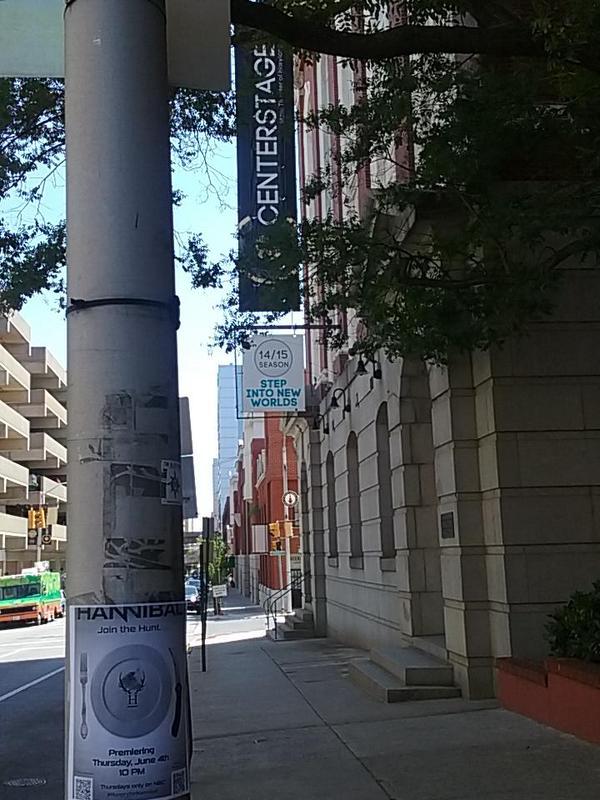 CENTERSTAGE
14/15
SEASON
STEP
INTO NEW
WORLDS
HANNIBAL
Join the Hunt.
Premiering
Thursday, June 4th
10 PM
Thursdays only on NBC